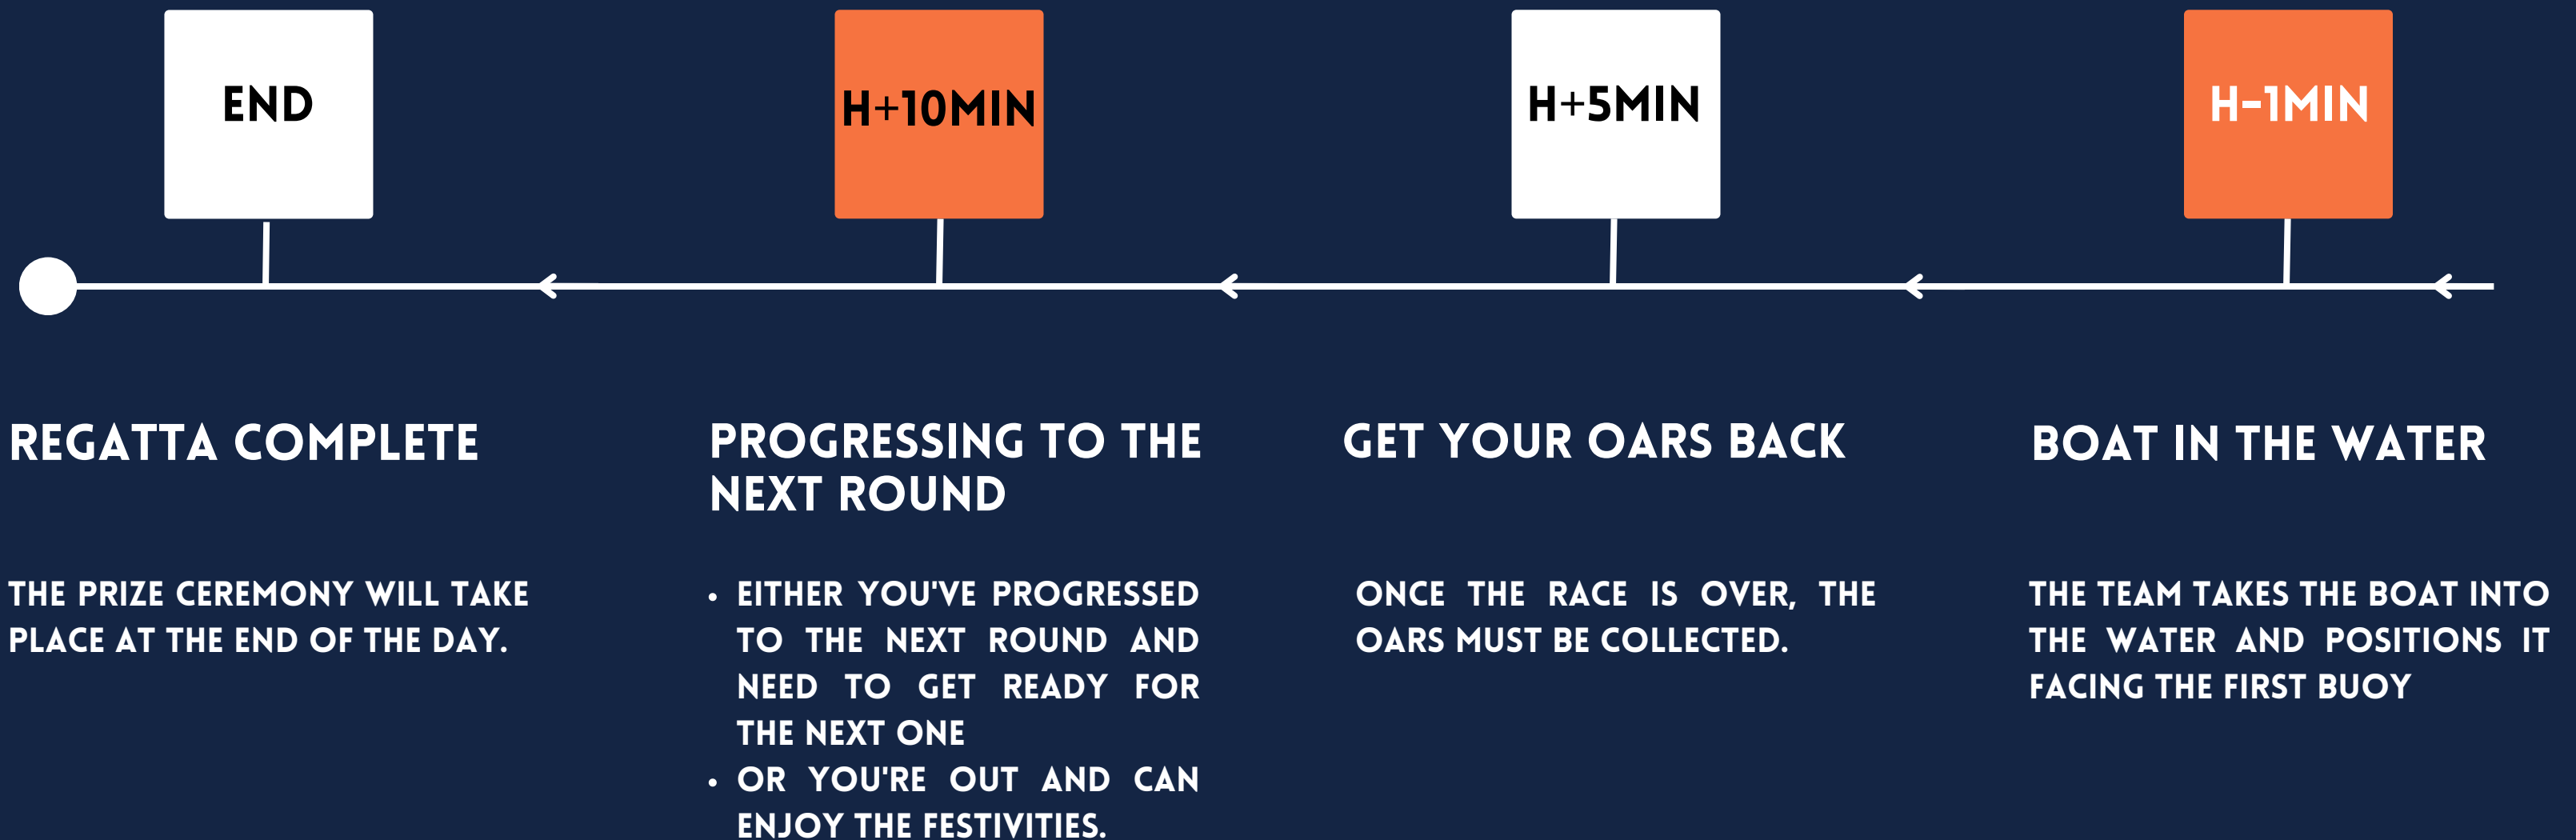 END
H+10MIN
H+5MIN
H-1MIN
REGATTA COMPLETE
THE PRIZE CEREMONY WILL TAKE
PLACE AT THE END OF THE DAY.
PROGRESSING TO THE
NEXT ROUND
• EITHER YOU'VE PROGRESSED
TO THE NEXT ROUND AND
NEED TO GET READY FOR
THE NEXT ONE
• OR YOU'RE OUT AND CAN
ENJOY THE FESTIVITIES.
GET YOUR OARS BACK
ONCE THE RACE IS OVER, THE
OARS MUST BE COLLECTED.
BOAT IN THE WATER
THE TEAM TAKES THE BOAT INTO
THE WATER AND POSITIONS IT
FACING THE FIRST BUOY